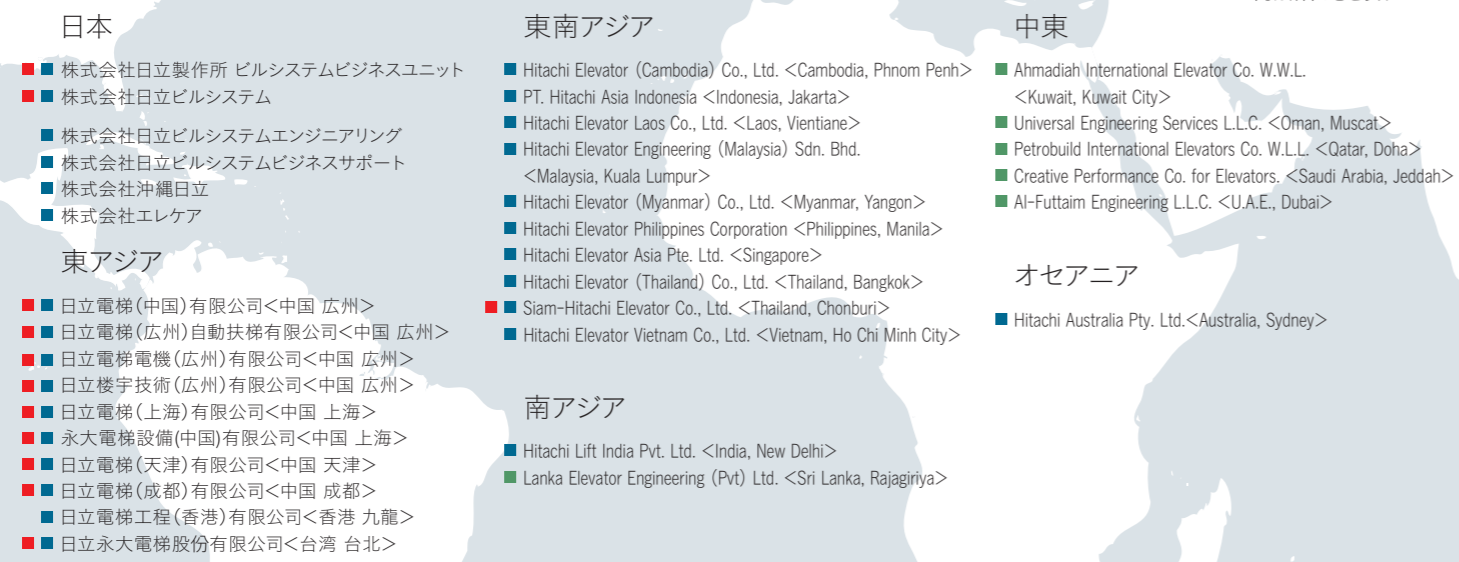 日本
株式会社日立製作所 ビルシステムビジネスユニット
株式会社日立ビルシステム
株式会社日立ビルシステムエンジニアリング
株式会社日立ビルシステムビジネスサポート
株式会社沖縄日立
株式会社エレケア
東アジア
日立電梯(中国)有限公司<中国 広州>
日立電梯(広州)自動扶梯有限公司<中国 広州>
日立電梯電機(広州)有限公司<中国 広州>
日立楼宇技術(広州)有限公司<中国 広州>
日立電梯(上海)有限公司<中国 上海>
永大電梯設備(中国)有限公司<中国 上海>
日立電梯(天津)有限公司<中国 天津>
日立電梯(成都)有限公司<中国 成都>
日立電梯工程(香港)有限公司<香港 九龍>
日立永大電梯股份有限公司<台湾 台北>
東南アジア
Hitachi Elevator (Cambodia) Co., Ltd. <Cambodia, Phnom Penh>
PT. Hitachi Asia Indonesia <Indonesia, Jakarta>
Hitachi Elevator Laos Co., Ltd. <Laos, Vientiane>
Hitachi Elevator Engineering (Malaysia) Sdn. Bhd.
<Malaysia, Kuala Lumpur>
Hitachi Elevator (Myanmar) Co., Ltd. <Myanmar, Yangon>
Hitachi Elevator Philippines Corporation <Philippines, Manila>
Hitachi Elevator Asia Pte. Ltd. <Singapore>
Hitachi Elevator (Thailand) Co., Ltd. <Thailand, Bangkok>
Siam-Hitachi Elevator Co., Ltd. <Thailand, Chonburi>
Hitachi Elevator Vietnam Co., Ltd. <Vietnam, Ho Chi Minh City>
南アジア
Hitachi Lift India Pvt. Ltd. <India, New Delhi>
Lanka Elevator Engineering (Pvt) Ltd. <Sri Lanka, Rajagiriya>
中東
Ahmadiah International Elevator Co. W.W.L.
<Kuwait, Kuwait City>
Universal Engineering Services L.L.C. <Oman, Muscat>
Petrobuild International Elevators Co. W.L.L. <Qatar, Doha>
Creative Performance Co. for Elevators. <Saudi Arabia, Jeddah>
Al-Futtaim Engineering L.L.C. <U.A.E., Dubai>
オセアニア
Hitachi Australia Pty. Ltd.<Australia, Sydney>